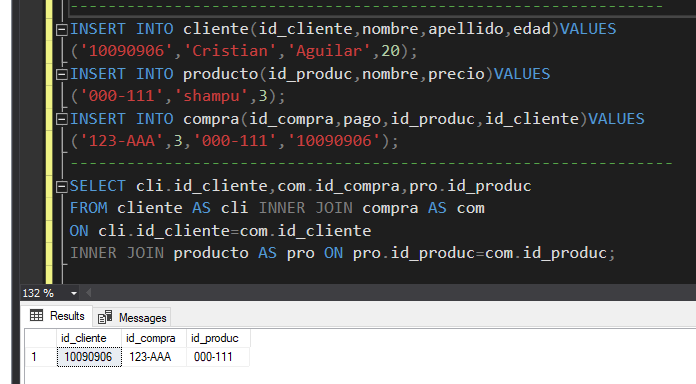 ------------------------------------------------------------------
INSERT INTO cliente(id_cliente,nombre,apellido,edad)VALUES
('10090906','Cristian','Aguilar',20);
INSERT INTO producto(id_produc,nombre,precio)VALUES
('000-111','shampu',3);
INSERT INTO compra(id_compra,pago,id_produc,id_cliente)VALUES
('123-AAA',3,'000-111','10090906');
-------------------------------------------------------------------
SELECT cli.id_cliente,com.id_compra,pro.id_produc
FROM cliente AS cli INNER JOIN compra AS com
ON cli.id_cliente=com.id_cliente
INNER JOIN producto AS pro ON pro.id_produc=com.id_produc;
132 %
Results Messages
id_cliente id_compra id_produc
1 10090906 123-AAA 000-111